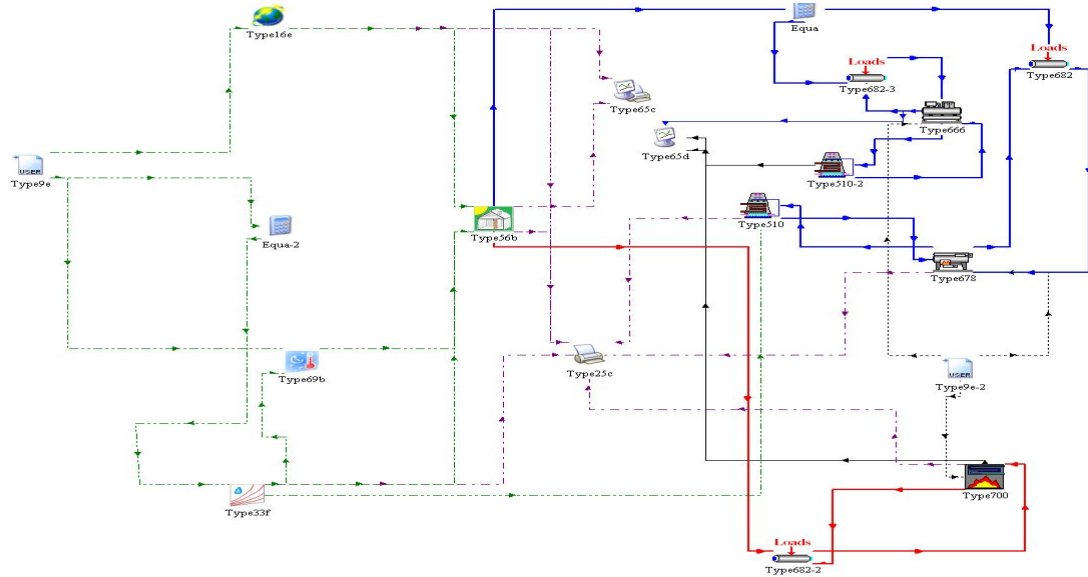 Type16e
Equa
Loads
Type682
Loads
Type682-3
Type65c
Type666
Type65d
USER
Type9e
Type510-2
Equa-2
Type56b
Type510
Type678
Type25c
Type69b
USER
Type9e-2
Type33f
Type700
Loads
Type682-2